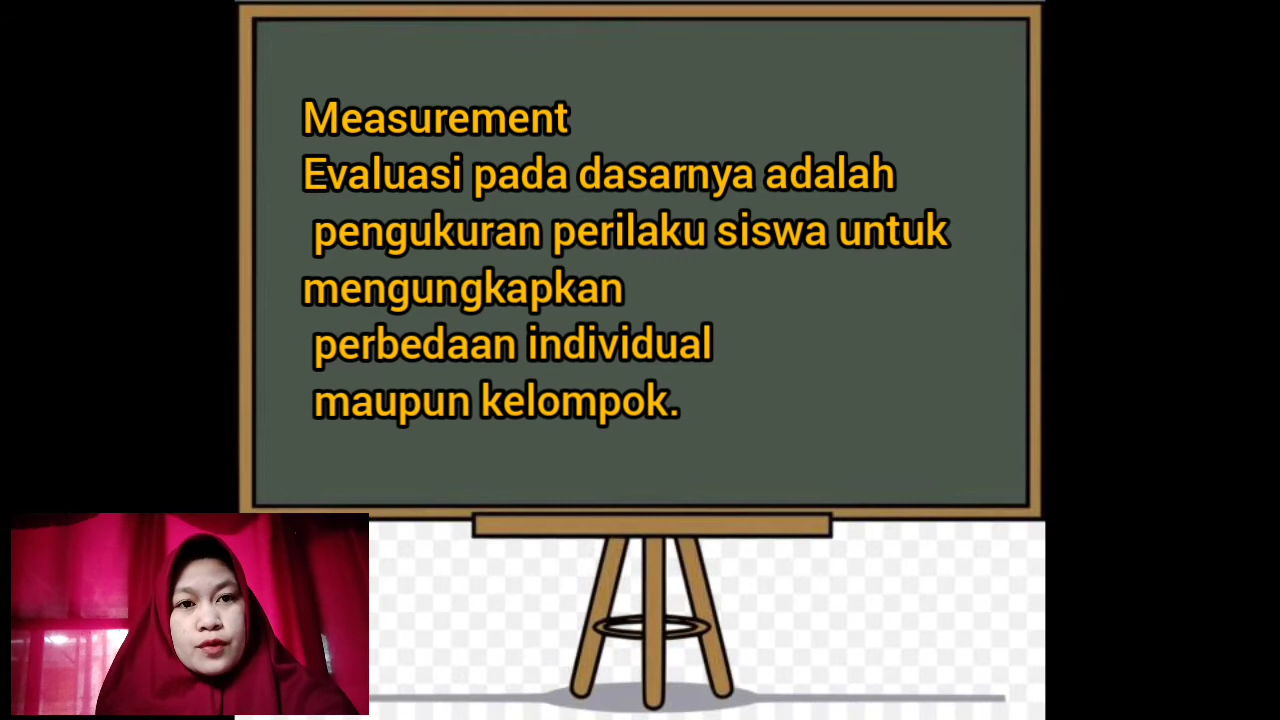 Measurement
Evaluasi pada dasarnya adalah
pengukuran perilaku siswa untuk
mengungkapkan
perbedaan individual
maupun kelompok.